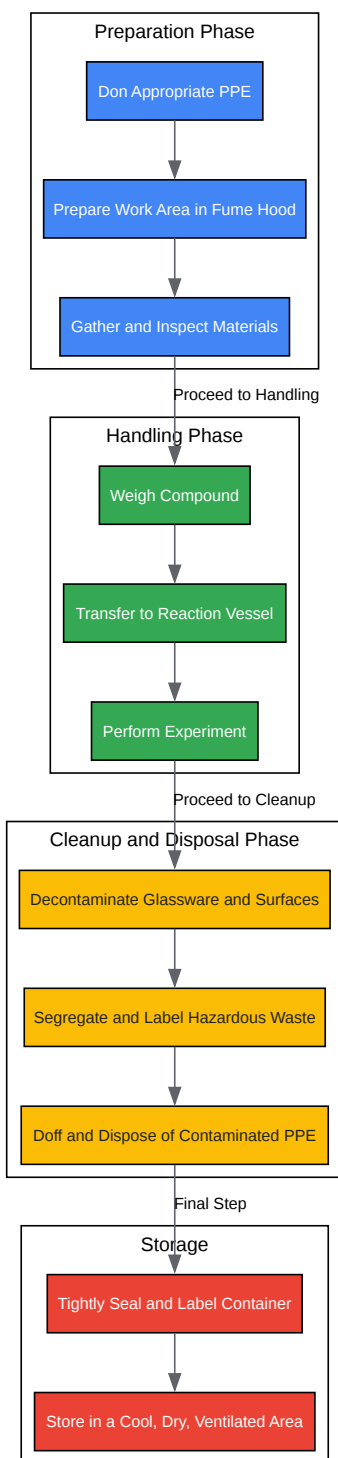 Preparation Phase
Don Appropriate PPE
Prepare Work Area in Fume Hood
Gather and Inspect Materials
Proceed to Handling
Handling Phase
Weigh Compound
Transfer to Reaction Vessel
Perform Experiment
Proceed to Cleanup
Cleanup and Disposal Phase
Decontaminate Glassware and Surfaces
Segregate and Label Hazardous Waste
Doff and Dispose of Contaminated PPE
Final Step
Storage
Tightly Seal and Label Container
Store in a Cool, Dry, Ventilated Area